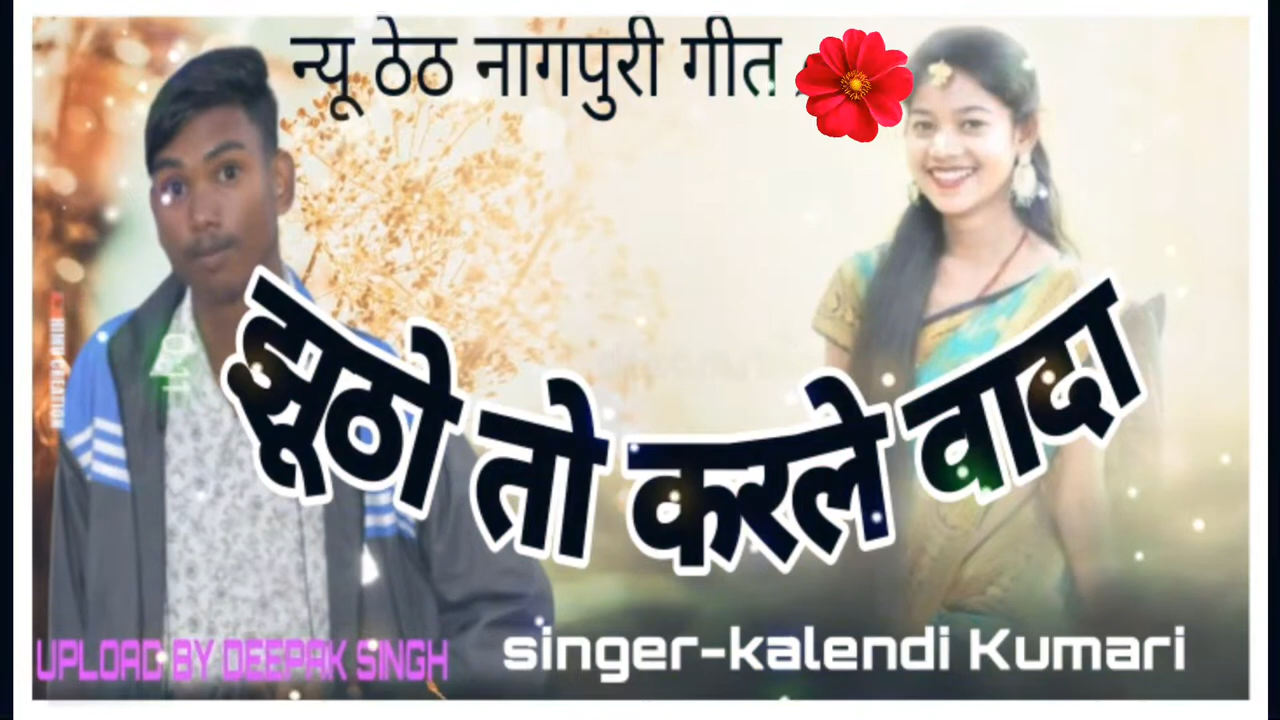 न्यू ठेठ नागपुरी गीत
झूठो तो करले वादा
UPLOAD BY DEEPAK SINGH
singer-kalendi Kumari